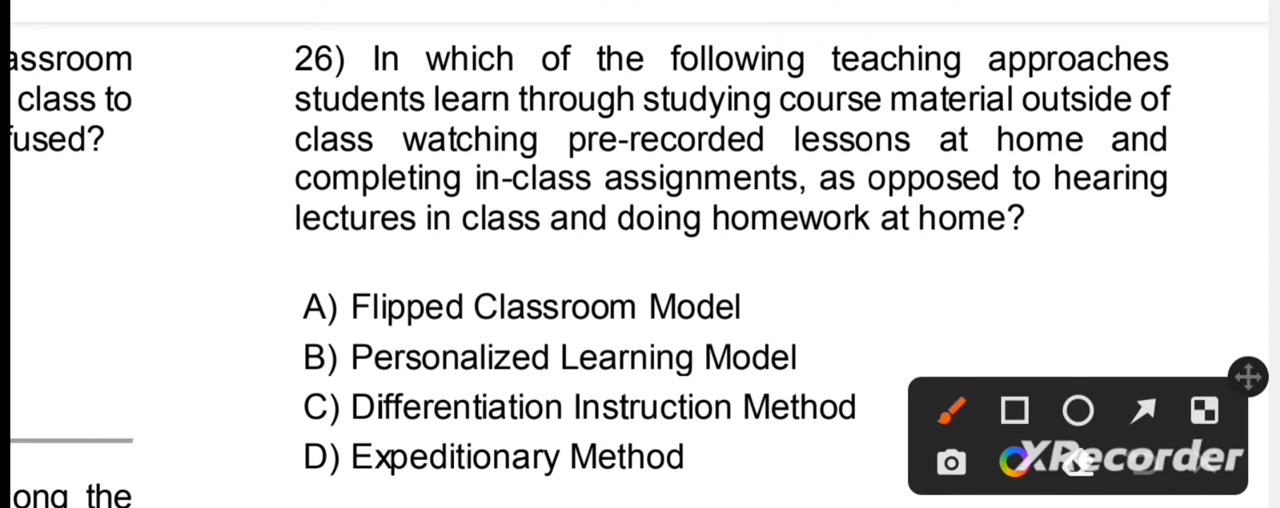 assroom
class to
fused?
26) In which of the following teaching approaches
students learn through studying course material outside of
class watching pre-recorded lessons at home and
completing in-class assignments, as opposed to hearing
lectures in class and doing homework at home?
A) Flipped Classroom Model
B) Personalized Learning Model
C) Differentiation Instruction Method
D) Expeditionary Method
ong the
XRecorder